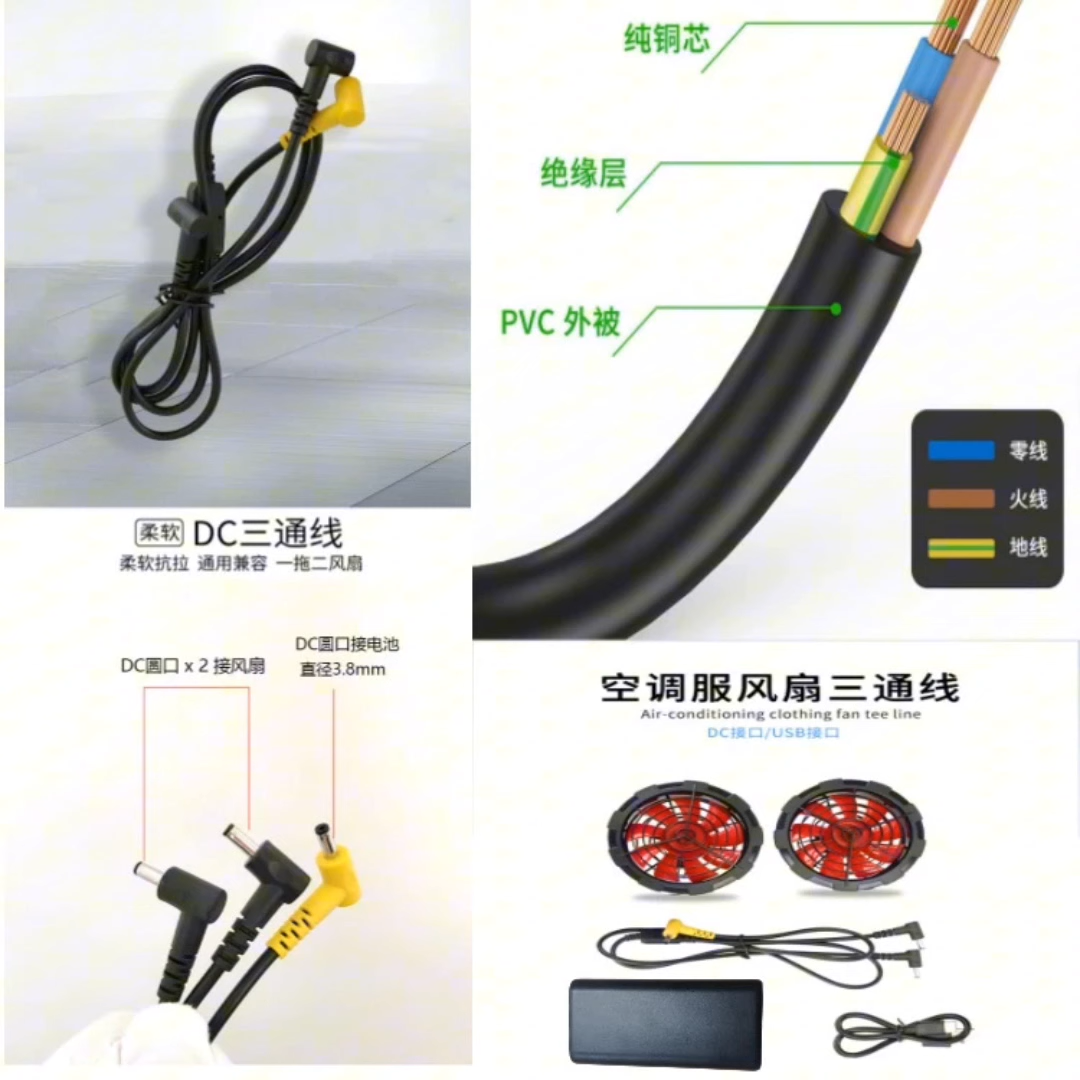 纯铜芯
绝缘层
PVC 外被
零线
火线
地线
柔软 DC三通线
柔软抗拉 通用兼容 一拖二风扇
DC圆口 x 2 接风扇
DC圆口接电池
直径3.8mm
空调服风扇三通线
Air-conditioning clothing fan tee line
DC接口/USB接口